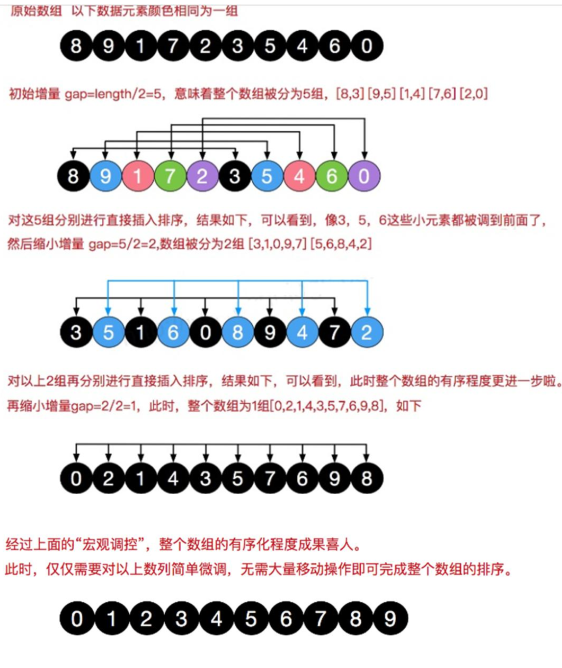 原始数组 以下数据元素颜色相同为一组
8 9 1 7 2 3 5 4 6 0
初始增量 gap=length/2=5，意味着整个数组被分为5组，[8,3] [9,5] [1,4] [7,6] [2,0]
8 9 1 7 2 3 5 4 6 0
对这5组分别进行直接插入排序，结果如下，可以看到，像3，5，6这些小元素都被调到前面了，
然后缩小增量 gap=5/2=2,数组被分为2组 [3,1,0,9,7] [5,6,8,4,2]
3 5 1 6 0 8 9 4 7 2
对以上2组再分别进行直接插入排序，结果如下，可以看到，此时整个数组的有序程度更进一步啦。
再缩小增量gap=2/2=1，此时，整个数组为1组[0,2,1,4,3,5,7,6,9,8]，如下
0 2 1 4 3 5 7 6 9 8
经过上面的“宏观调控”，整个数组的有序化程度成果喜人。
此时，仅仅需要对以上数列简单微调，无需大量移动操作即可完成整个数组的排序。
0 1 2 3 4 5 6 7 8 9